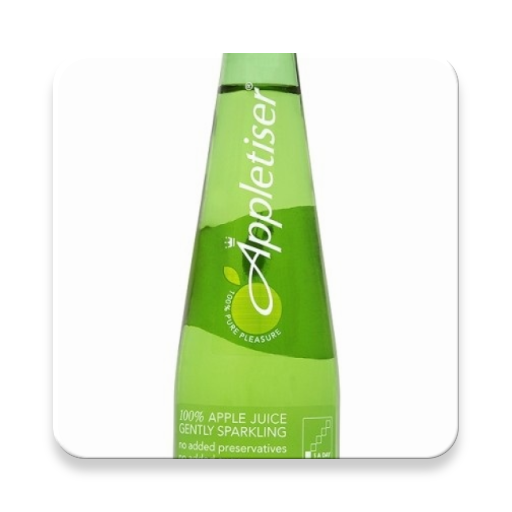 Appletiser®
100% PURE PLEASURE
100% APPLE JUICE
GENTLY SPARKLING
no added preservatives